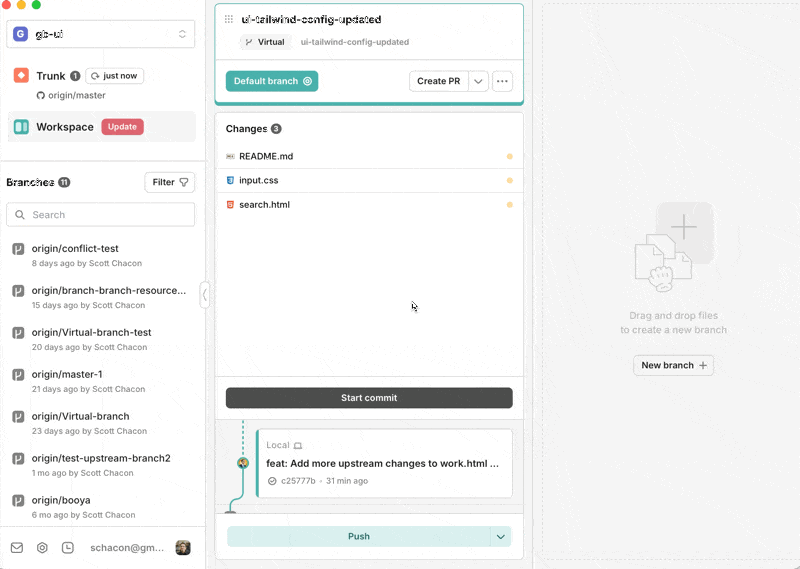 G gb-ui
Trunk 1 just now
origin/master
Workspace Update
Branches 11 Filter
Search
origin/conflict-test
8 days ago by Scott Chacon
origin/branch-branch-resource...
15 days ago by Scott Chacon
origin/Virtual-branch-test
20 days ago by Scott Chacon
origin/master-1
21 days ago by Scott Chacon
origin/Virtual-branch
23 days ago by Scott Chacon
origin/test-upstream-branch2
1 mo ago by Scott Chacon
origin/booya
6 mo ago by Scott Chacon
schacon@gm...
ui-tailwind-config-updated
Virtual ui-tailwind-config-updated
Default branch Create PR
Changes 3
README.md
input.css
search.html
Start commit
Local
feat: Add more upstream changes to work.html ...
c25777b • 31 min ago
Push
Drag and drop files
to create a new branch
New branch